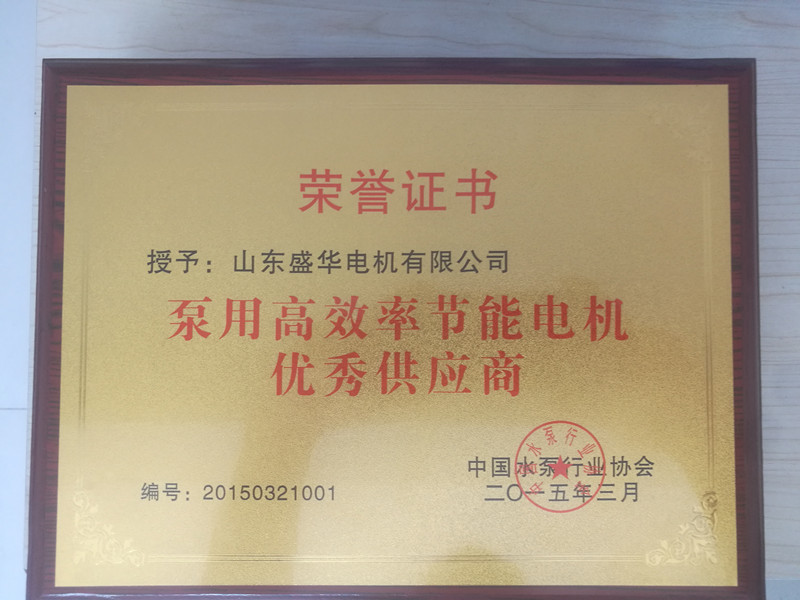 荣誉证书
授予：山东盛华电机有限公司
泵用高效率节能电机
优秀供应商
中国水泵行业协会
二〇一五年三月
编号：20150321001